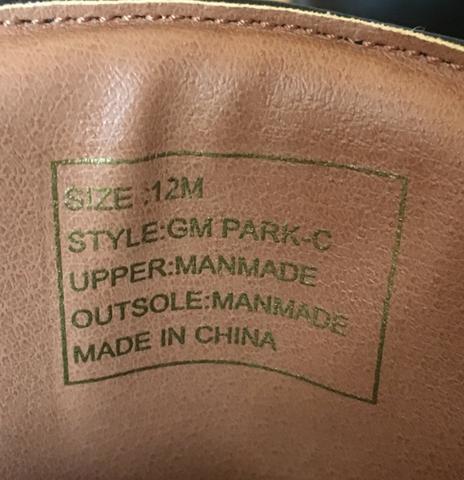 SIZE :12M
STYLE:GM PARK-C
UPPER:MANMADE
OUTSOLE:MANMADE
MADE IN CHINA